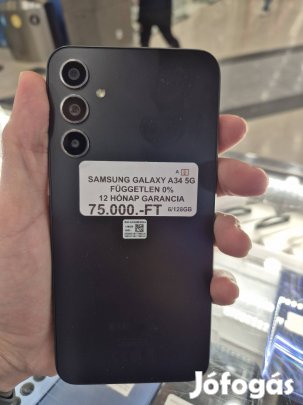 A
SAMSUNG GALAXY A34 5G
FÜGGETLEN 0%
12 HÓNAP GARANCIA
75.000.-FT 6/128GB
Jófogás